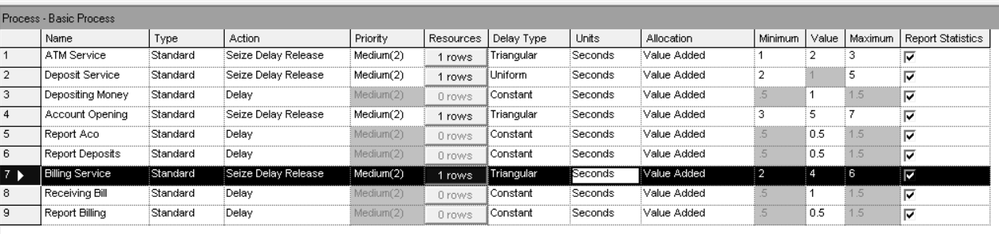 Process - Basic Process
Name Type Action Priority Resources Delay Type Units Allocation Minimum Value Maximum Report Statistics
1 ATM Service Standard Seize Delay Release Medium(2) 1 rows Triangular Seconds Value Added 1 2 3
2 Deposit Service Standard Seize Delay Release Medium(2) 1 rows Uniform Seconds Value Added 2 1 5
3 Depositing Money Standard Delay Medium(2) 0 rows Constant Seconds Value Added .5 1 1.5
4 Account Opening Standard Seize Delay Release Medium(2) 1 rows Triangular Seconds Value Added 3 5 7
5 Report Aco Standard Delay Medium(2) 0 rows Constant Seconds Value Added .5 0.5 1.5
6 Report Deposits Standard Delay Medium(2) 0 rows Constant Seconds Value Added .5 0.5 1.5
7 Billing Service Standard Seize Delay Release Medium(2) 1 rows Triangular Seconds Value Added 2 4 6
8 Receiving Bill Standard Delay Medium(2) 0 rows Constant Seconds Value Added .5 1 1.5
9 Report Billing Standard Delay Medium(2) 0 rows Constant Seconds Value Added .5 0.5 1.5